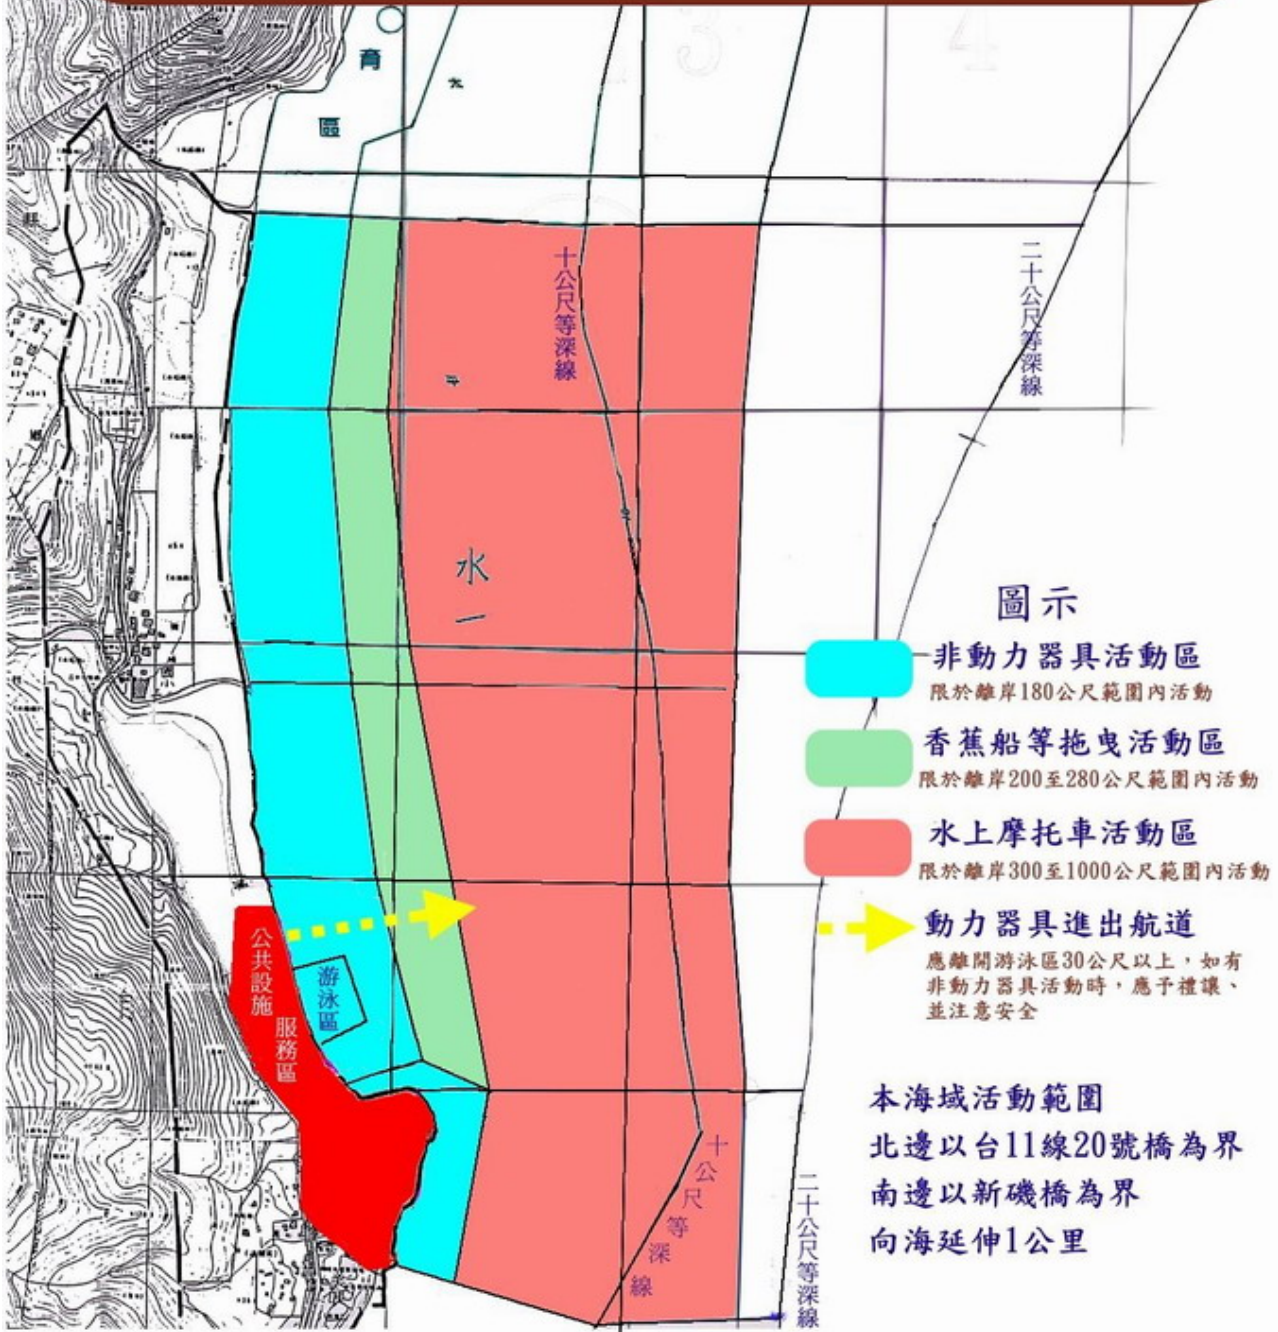 育
區
3
4
十公尺等深線
二十公尺等深線
水
一
圖示
非動力器具活動區
限於離岸180公尺範圍內活動
香蕉船等拖曳活動區
限於離岸200至280公尺範圍內活動
水上摩托車活動區
限於離岸300至1000公尺範圍內活動
動力器具進出航道
應離開游泳區30公尺以上，如有
非動力器具活動時，應予禮讓、
並注意安全
公共設施
服務區
游泳區
本海域活動範圍
北邊以台11線20號橋為界
南邊以新磯橋為界
向海延伸1公里
十公尺等深線
二十公尺等深線